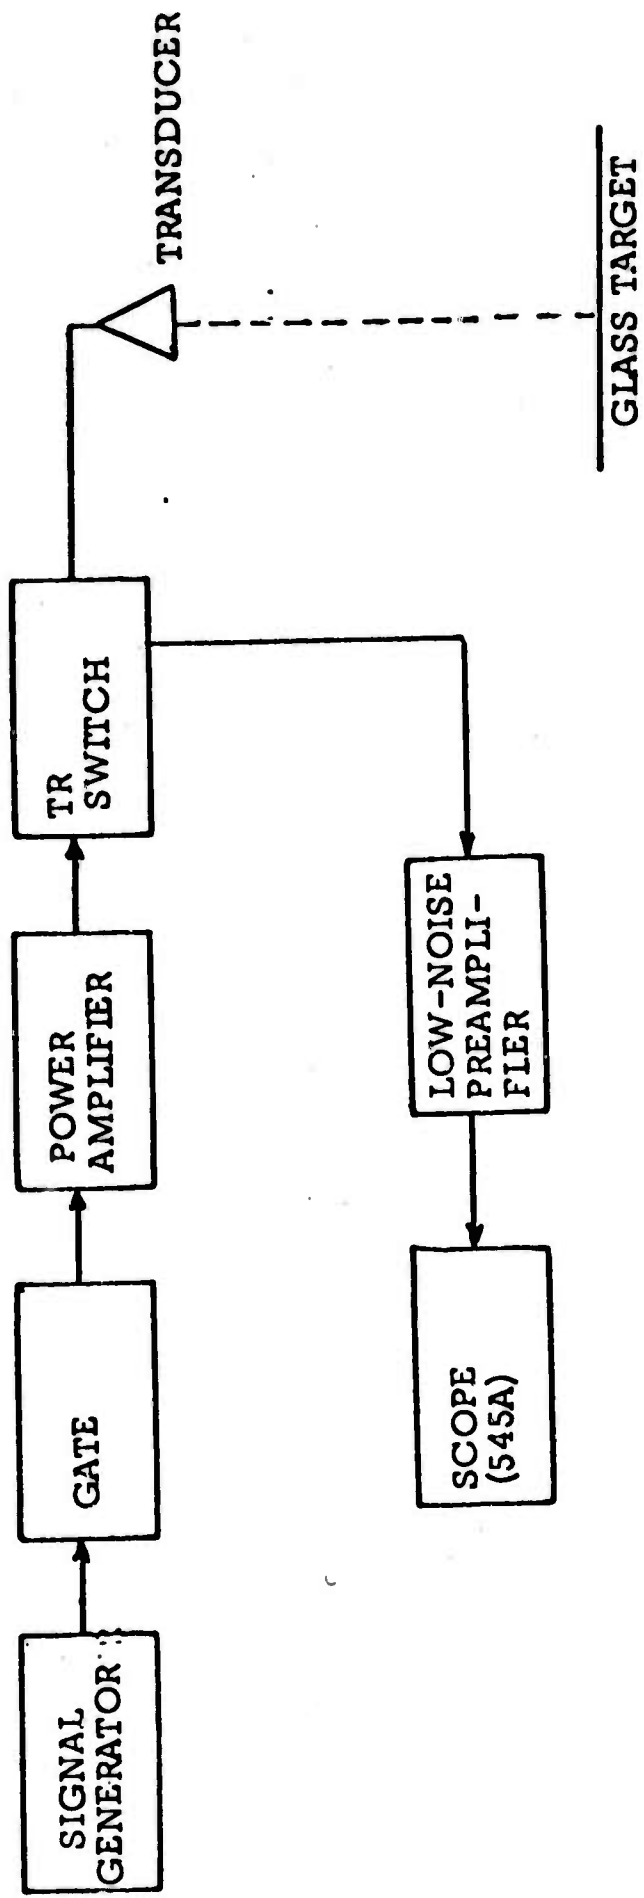 SIGNAL
GENERATOR
GATE
POWER
AMPLIFIER
TR
SWITCH
TRANSDUCER
SCOPE
(545A)
LOW-NOISE
PREAMPLI-
FIER
GLASS TARGET